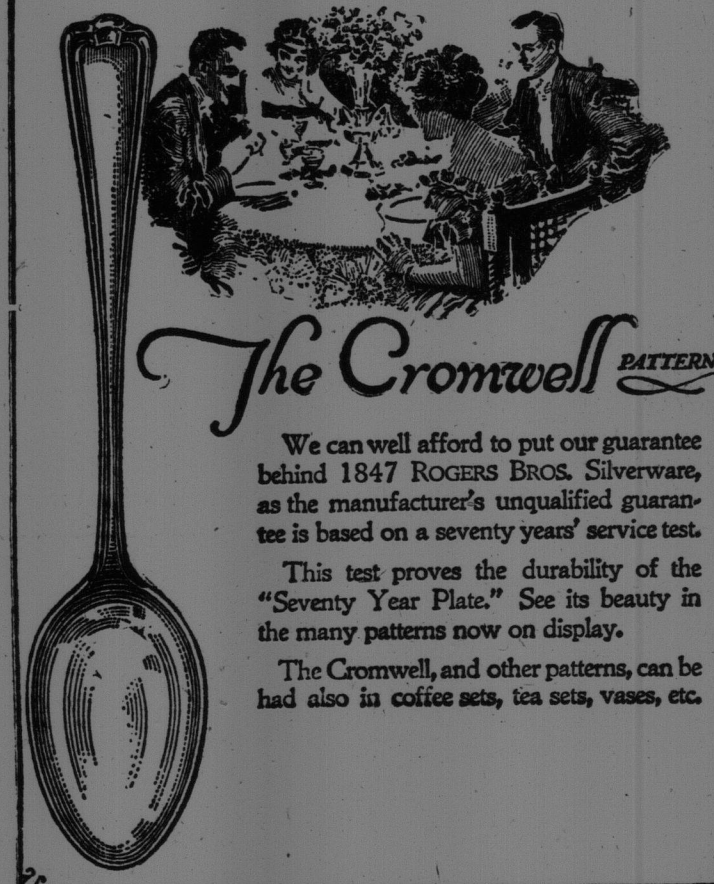 The Cromwell PATTERN
We can well afford to put our guarantee
behind 1847 ROGERS BROS. Silverware,
as the manufacturer's unqualified guaran-
tee is based on a seventy years' service test.
This test proves the durability of the
"Seventy Year Plate." See its beauty in
the many patterns now on display.
The Cromwell, and other patterns, can be
had also in coffee sets, tea sets, vases, etc.